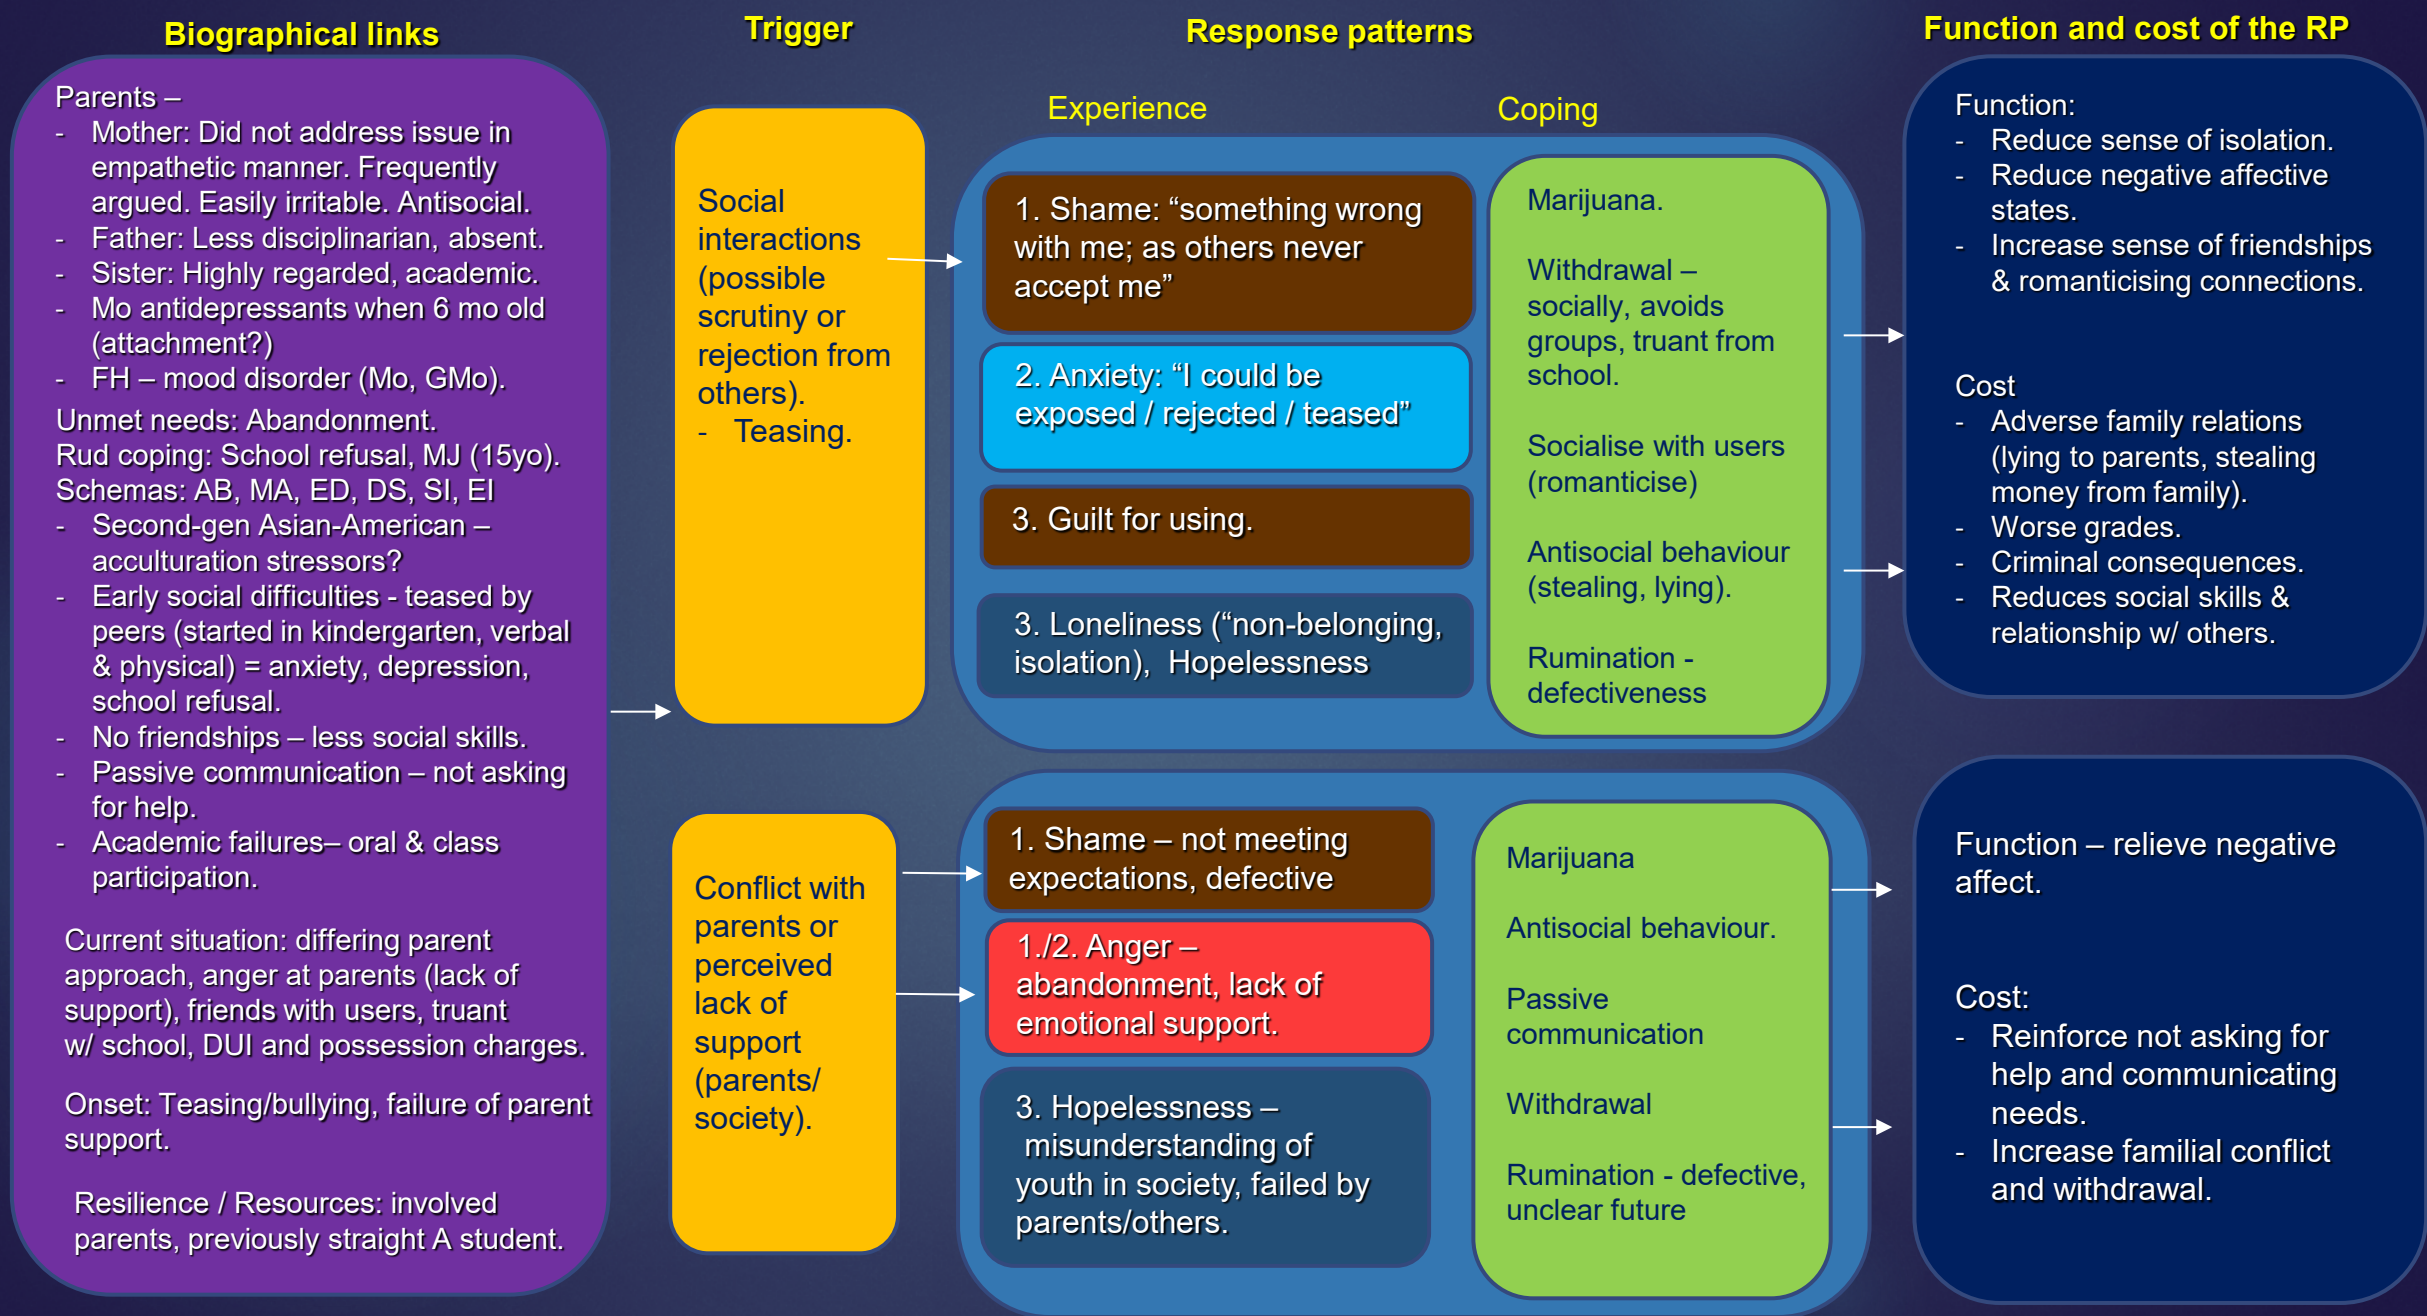 Biographical links
Parents –
- Mother: Did not address issue in
empathetic manner. Frequently
argued. Easily irritable. Antisocial.
- Father: Less disciplinarian, absent.
- Sister: Highly regarded, academic.
- Mo antidepressants when 6 mo old
(attachment?)
- FH – mood disorder (Mo, GMo).
Unmet needs: Abandonment.
Rud coping: School refusal, MJ (15yo).
Schemas: AB, MA, ED, DS, SI, EI
- Second-gen Asian-American –
acculturation stressors?
- Early social difficulties - teased by
peers (started in kindergarten, verbal
& physical) = anxiety, depression,
school refusal.
- No friendships – less social skills.
- Passive communication – not asking
for help.
- Academic failures– oral & class
participation.
Current situation: differing parent
approach, anger at parents (lack of
support), friends with users, truant
w/ school, DUI and possession charges.
Onset: Teasing/bullying, failure of parent
support.
Resilience / Resources: involved
parents, previously straight A student.
Trigger
Social
interactions
(possible
scrutiny or
rejection from
others).
- Teasing.
Conflict with
parents or
perceived
lack of
support
(parents/
society).
Response patterns
Experience
1. Shame: “something wrong
with me; as others never
accept me”
2. Anxiety: “I could be
exposed / rejected / teased”
3. Guilt for using.
3. Loneliness (“non-belonging,
isolation), Hopelessness
Coping
Marijuana.
Withdrawal –
socially, avoids
groups, truant from
school.
Socialise with users
(romanticise)
Antisocial behaviour
(stealing, lying).
Rumination -
defectiveness
1. Shame – not meeting
expectations, defective
1./2. Anger –
abandonment, lack of
emotional support.
3. Hopelessness –
misunderstanding of
youth in society, failed by
parents/others.
Marijuana
Antisocial behaviour.
Passive
communication
Withdrawal
Rumination - defective,
unclear future
Function and cost of the RP
Function:
- Reduce sense of isolation.
- Reduce negative affective
states.
- Increase sense of friendships
& romanticising connections.
Cost
- Adverse family relations
(lying to parents, stealing
money from family).
- Worse grades.
- Criminal consequences.
- Reduces social skills &
relationship w/ others.
Function – relieve negative
affect.
Cost:
- Reinforce not asking for
help and communicating
needs.
- Increase familial conflict
and withdrawal.